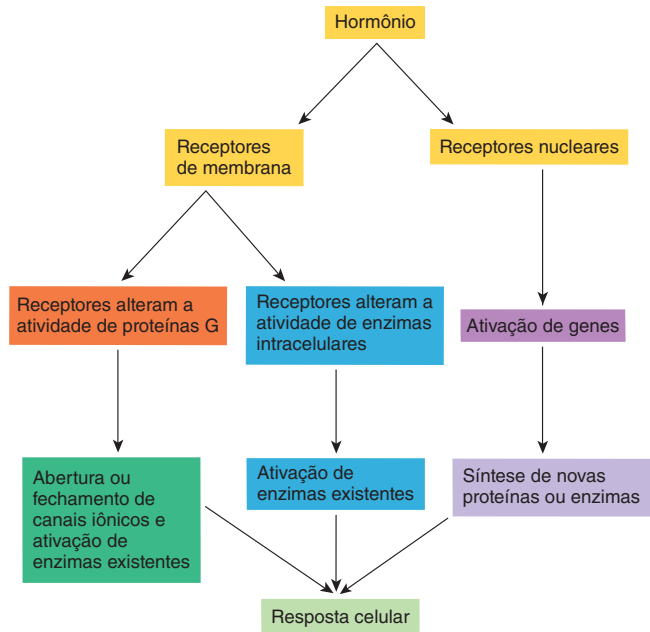 Hormônio
Receptores
de membrana
Receptores nucleares
Receptores alteram a
atividade de proteínas G
Receptores alteram a
atividade de enzimas
intracelulares
Ativação de genes
Abertura ou
fechamento de
canais iônicos e
ativação de
enzimas existentes
Ativação de
enzimas existentes
Síntese de novas
proteínas ou enzimas
Resposta celular